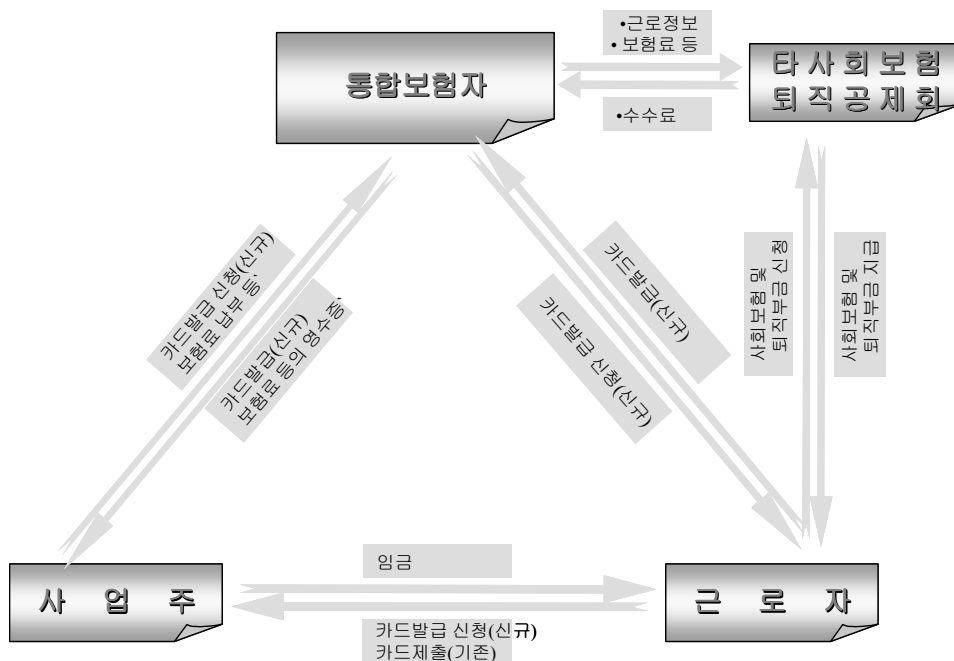 •근로정보
• 보험료 등
통합보험자
타 사 회 보 험
퇴 직 공 제 회
•수수료
카드발급 신청(신규)
보험료 납부 등,
카드발급(신규)
보험료 등의 영수증,
카드발급(신규)
카드발급 신청(신규)
사회보험 및
퇴직부금 신청
사회보험 및
퇴직부금 지급
임금
사 업 주
근 로 자
카드발급 신청(신규)
카드제출(기존)